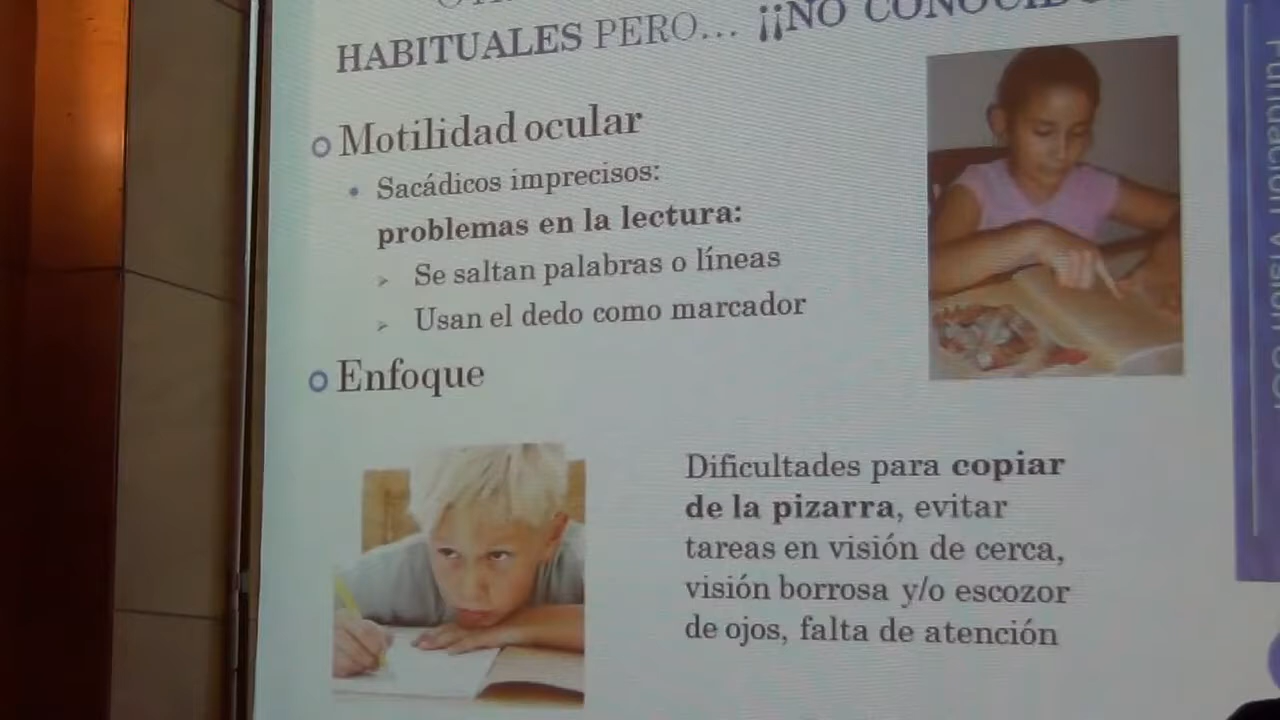 HABITUALES PERO... ¡¡NO
Motilidad ocular
Sacádicos imprecisos:
problemas en la lectura:
Se saltan palabras o líneas
Usan el dedo como marcador
Enfoque
Dificultades para copiar
de la pizarra, evitar
tareas en visión de cerca,
visión borrosa y/o escozor
de ojos, falta de atención
Fundación Visión